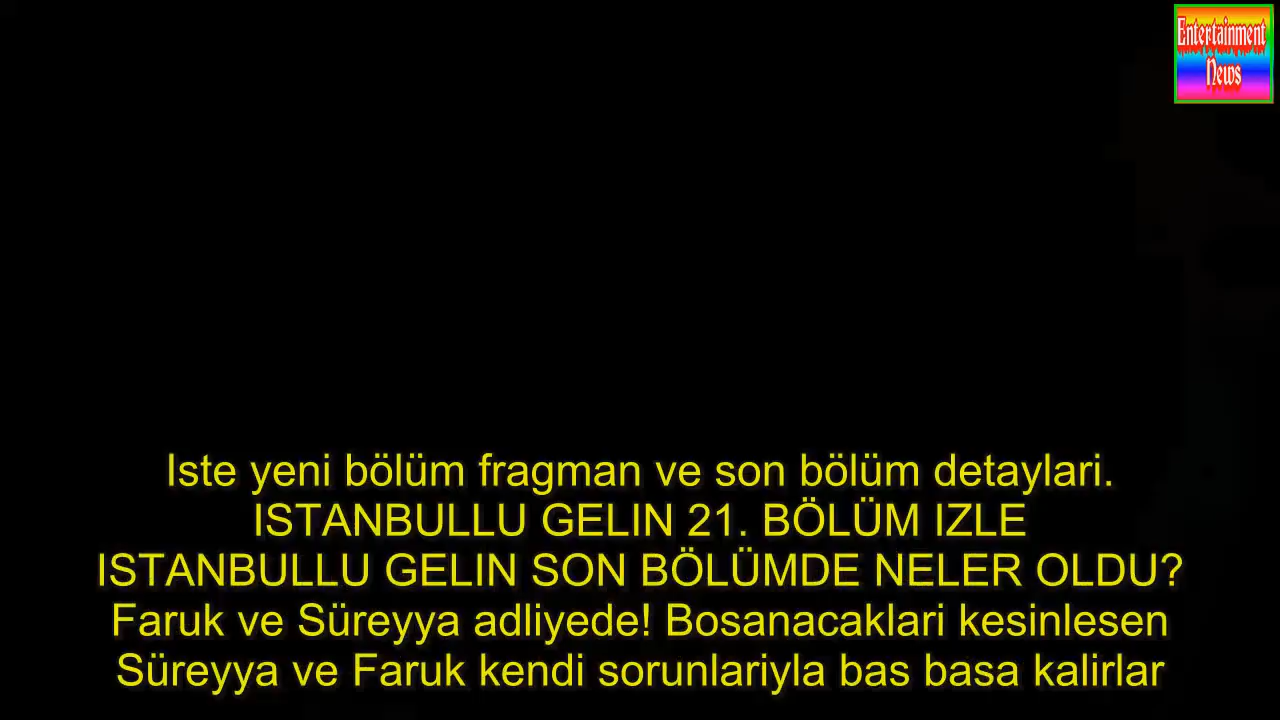 Entertainment
News
Iste yeni bölüm fragman ve son bölüm detaylari.
ISTANBULLU GELIN 21. BÖLÜM IZLE
ISTANBULLU GELIN SON BÖLÜMDE NELER OLDU?
Faruk ve Süreyya adliyede! Bosanacaklari kesinlesen
Süreyya ve Faruk kendi sorunlariyla bas basa kalirlar